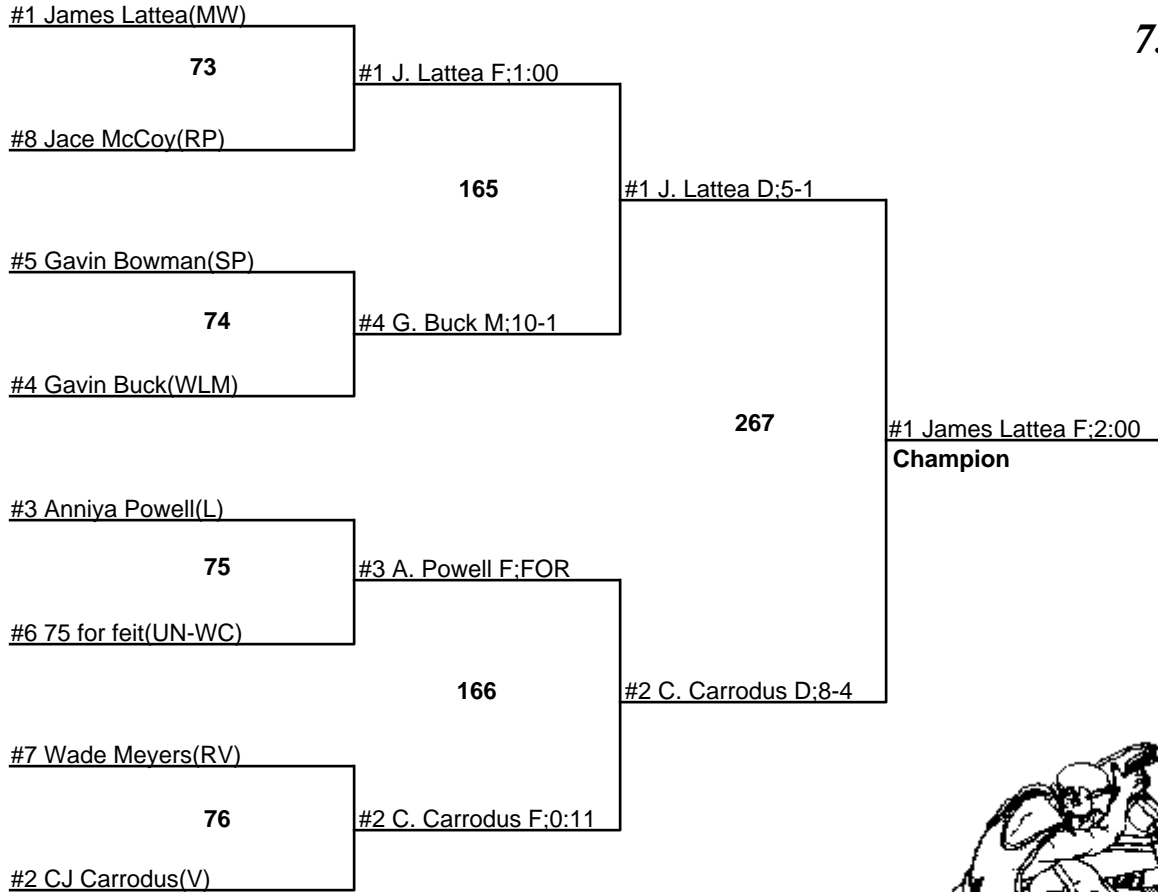 #1 James Lattea(MW)
73
#1 J. Lattea F;1:00
#8 Jace McCoy(RP)
165
#1 J. Lattea D;5-1
#5 Gavin Bowman(SP)
74
#4 G. Buck M;10-1
#4 Gavin Buck(WLM)
267
#1 James Lattea F;2:00
Champion
#3 Anniya Powell(L)
75
#3 A. Powell F;FOR
#6 75 for feit(UN-WC)
166
#2 C. Carrodus D;8-4
#7 Wade Meyers(RV)
76
#2 C. Carrodus F;0:11
#2 CJ Carrodus(V)